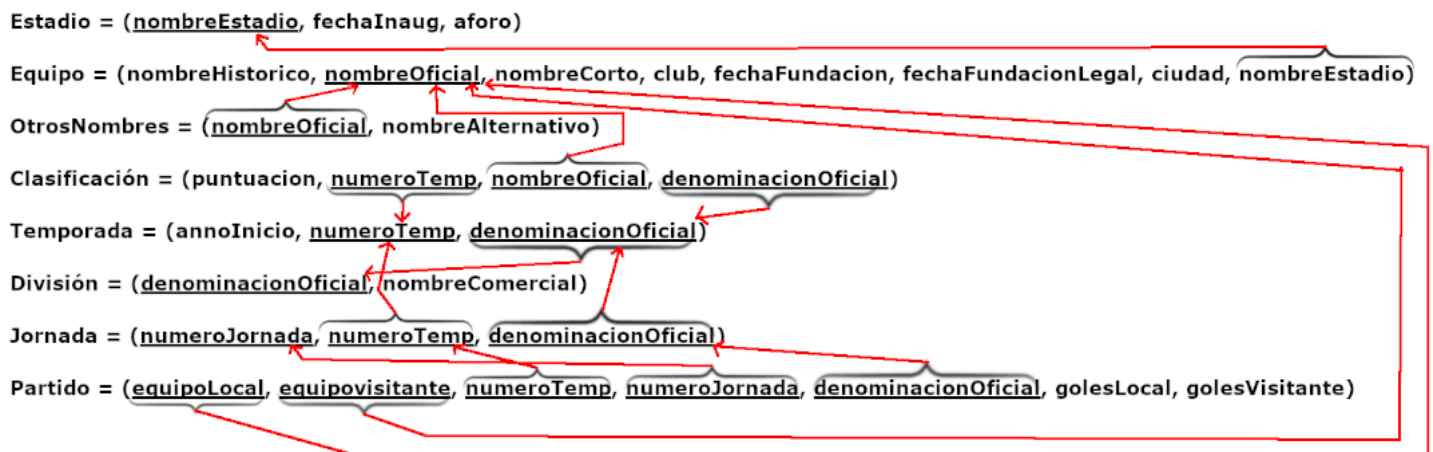 Estadio = (nombreEstadio, fechaInaug, aforo)
Equipo = (nombreHistorico, nombreOficial, nombreCorto, club, fechaFundacion, fechaFundacionLegal, ciudad, nombreEstadio)
OtrosNombres = (nombreOficial, nombreAlternativo)
Clasificación = (puntuacion, numeroTemp, nombreOficial, denominacionOficial)
Temporada = (annoInicio, numeroTemp, denominacionOficial)
División = (denominacionOficial, nombreComercial)
Jornada = (numeroJornada, numeroTemp, denominacionOficial)
Partido = (equipoLocal, equipovisitante, numeroTemp, numeroJornada, denominacionOficial, golesLocal, golesVisitante)